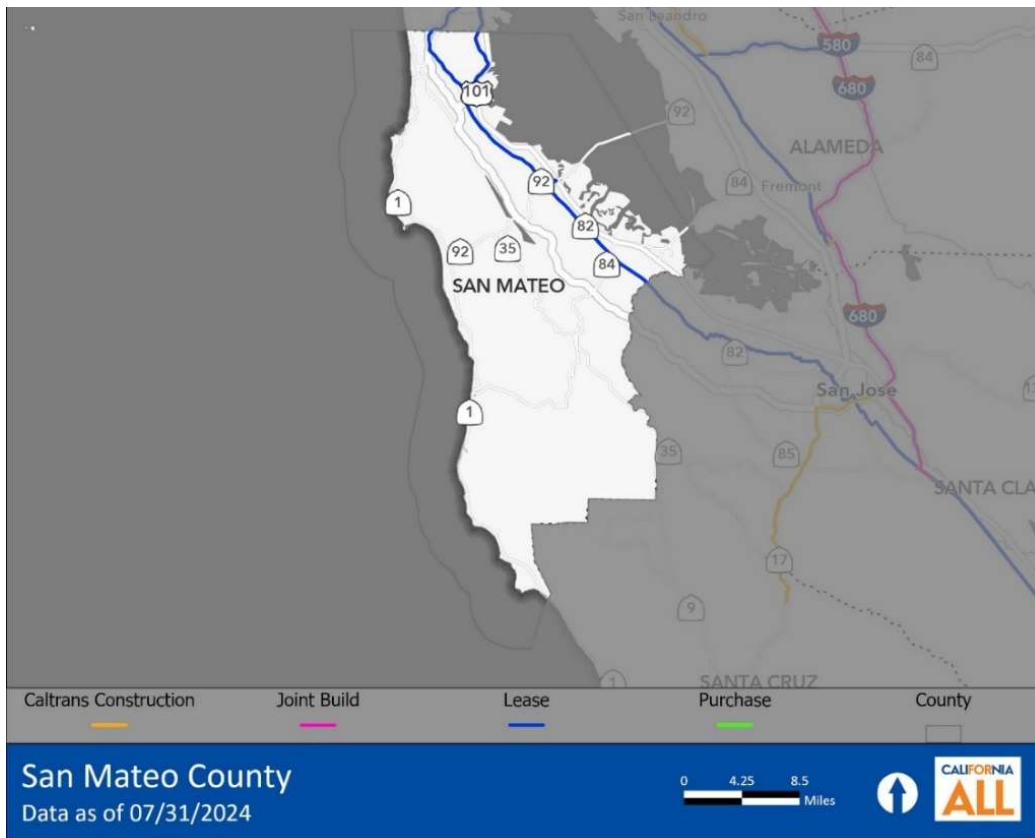 San Leandro
580
84
680
101
92
ALAMEDA
92
84
Fremont
1
82
92
35
84
SAN MATEO
680
82
San Jose
1
35
85
SANTA CLA
17
9
1
SANTA CRUZ
Caltrans Construction
Joint Build
Lease
Purchase
County
San Mateo County
Data as of 07/31/2024
0 4.25 8.5
Miles
CALIFORNIA
ALL